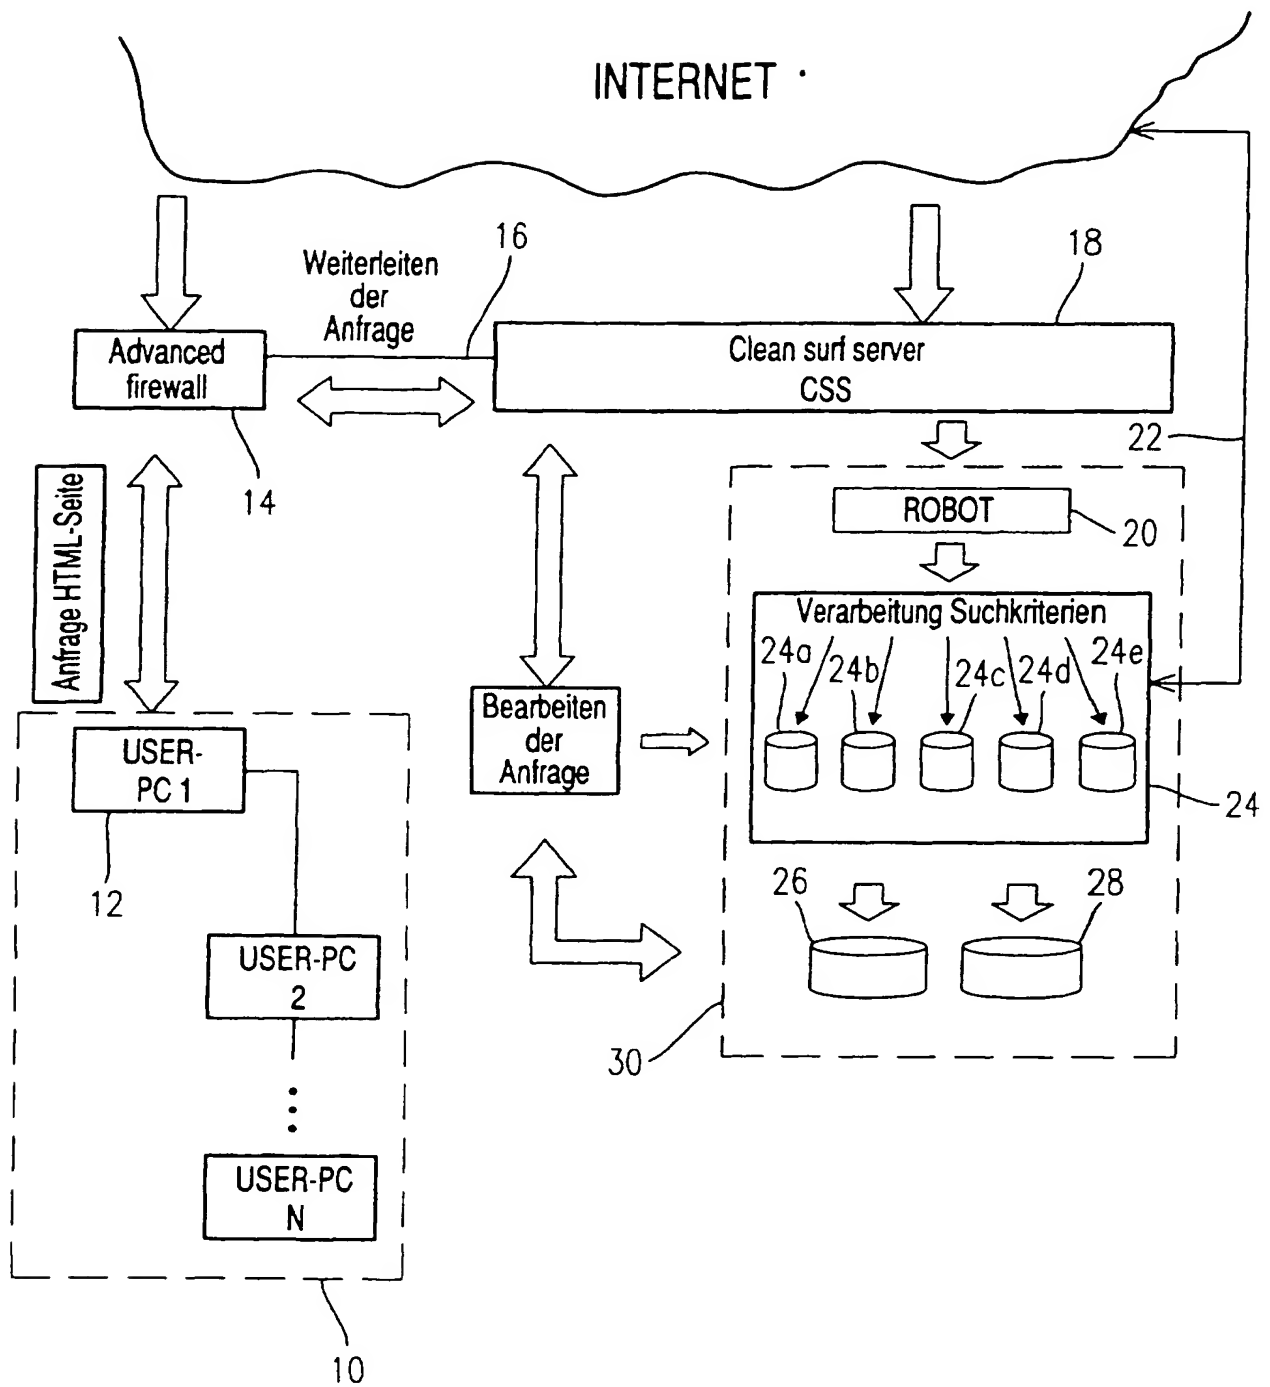 INTERNET
16
18
Weiterleiten
der
Anfrage
Advanced
firewall
Clean surf server
CSS
22
14
Anfrage HTML-Seite
ROBOT
20
Verarbeitung Suchkriterien
24a
24b
24c
24d
24e
Bearbeiten
der
Anfrage
USER-
PC 1
24
12
26
28
USER-PC
2
30
USER-PC
N
10